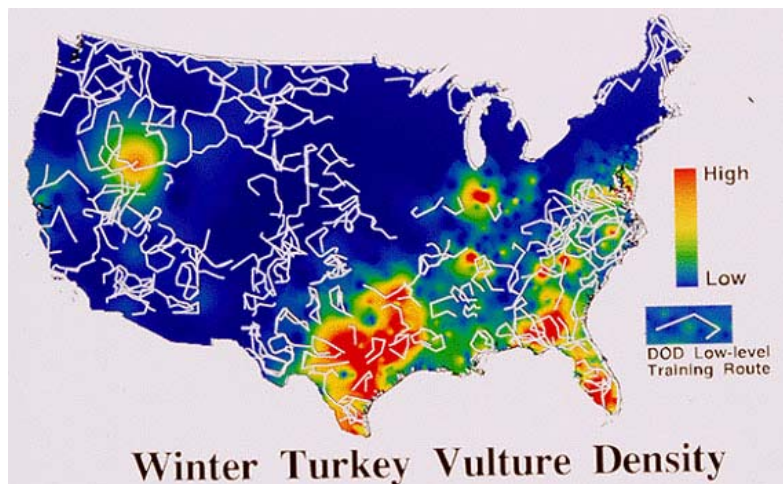 High
Low
DOD Low-level
Training Route
Winter Turkey Vulture Density